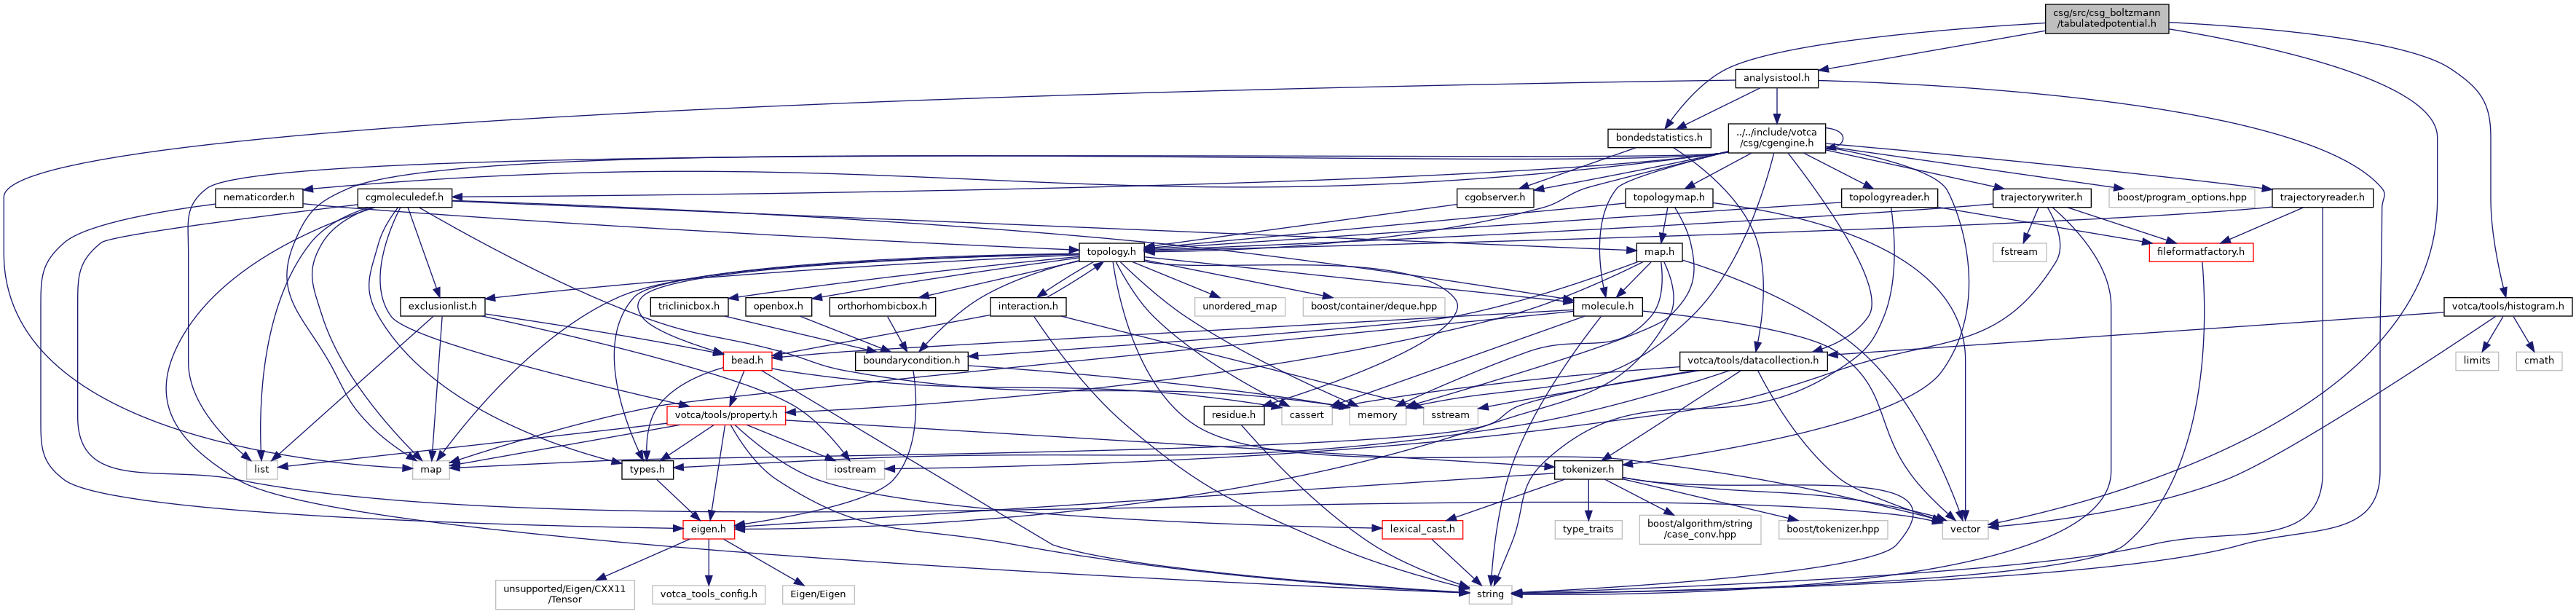 csg/src/csg_boltzmann
/tabulatedpotential.h
analysistool.h
bondedstatistics.h
../../include/votca
/csg/cgengine.h
nematicorder.h
cgmoleculedef.h
cgobserver.h
topologymap.h
topologyreader.h
trajectorywriter.h
boost/program_options.hpp
trajectoryreader.h
topology.h
map.h
fstream
fileformatfactory.h
exclusionlist.h
triclinicbox.h
openbox.h
orthorhombicbox.h
interaction.h
unordered_map
boost/container/deque.hpp
molecule.h
votca/tools/histogram.h
bead.h
boundarycondition.h
votca/tools/datacollection.h
limits
cmath
votca/tools/property.h
residue.h
cassert
memory
sstream
list
map
types.h
iostream
tokenizer.h
eigen.h
lexical_cast.h
type_traits
boost/algorithm/string
/case_conv.hpp
boost/tokenizer.hpp
vector
unsupported/Eigen/CXX11
/Tensor
votca_tools_config.h
Eigen/Eigen
string